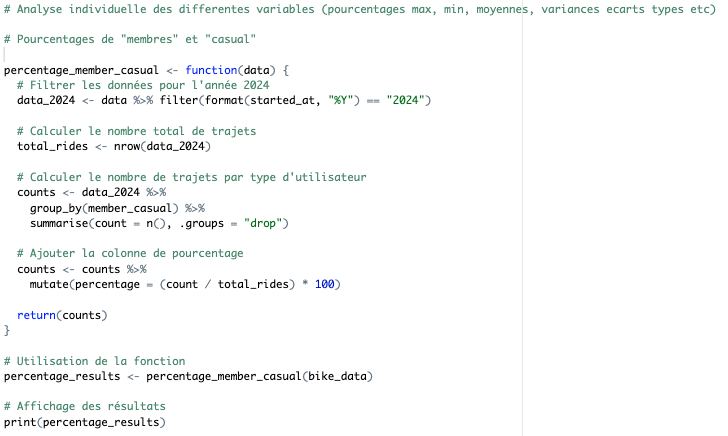 # Analyse individuelle des differentes variables (pourcentages max, min, moyennes, variances ecarts types etc)
# Pourcentages de "membres" et "casual"
percentage_member_casual <- function(data) {
  # Filtrer les données pour l'année 2024
  data_2024 <- data %>% filter(format(started_at, "%Y") == "2024")
  # Calculer le nombre total de trajets
  total_rides <- nrow(data_2024)
  # Calculer le nombre de trajets par type d'utilisateur
  counts <- data_2024 %>%
    group_by(member_casual) %>%
    summarise(count = n(), .groups = "drop")
  # Ajouter la colonne de pourcentage
  counts <- counts %>%
    mutate(percentage = (count / total_rides) * 100)
  return(counts)
}
# Utilisation de la fonction
percentage_results <- percentage_member_casual(bike_data)
# Affichage des résultats
print(percentage_results)